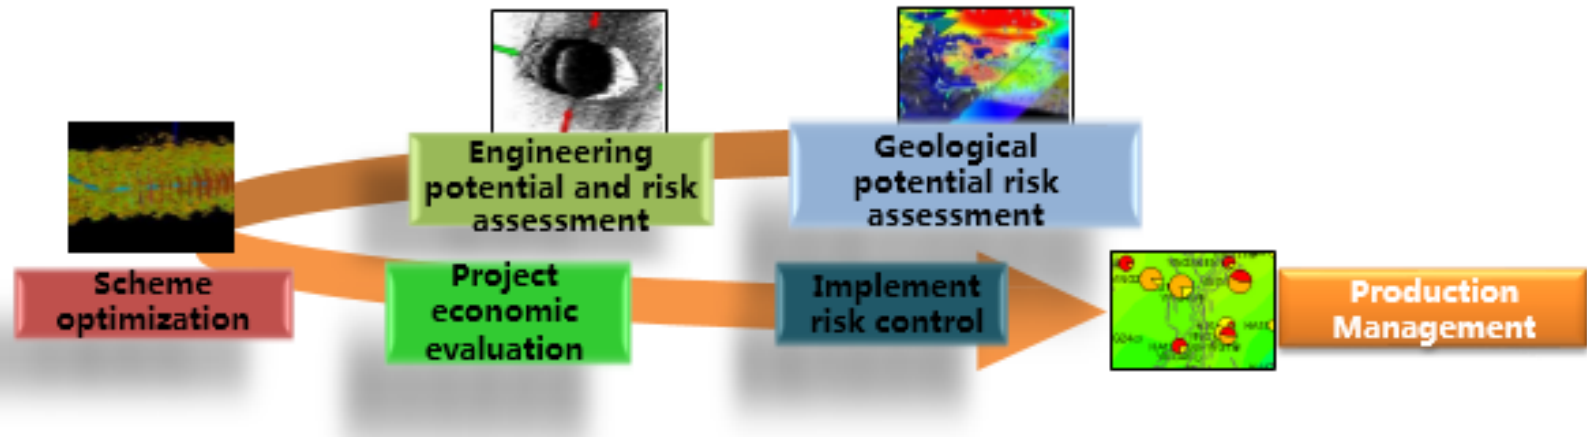 Engineering
potential and risk
assessment
Geological
potential risk
assessment
Scheme
optimization
Project
economic
evaluation
Implement
risk control
Production
Management